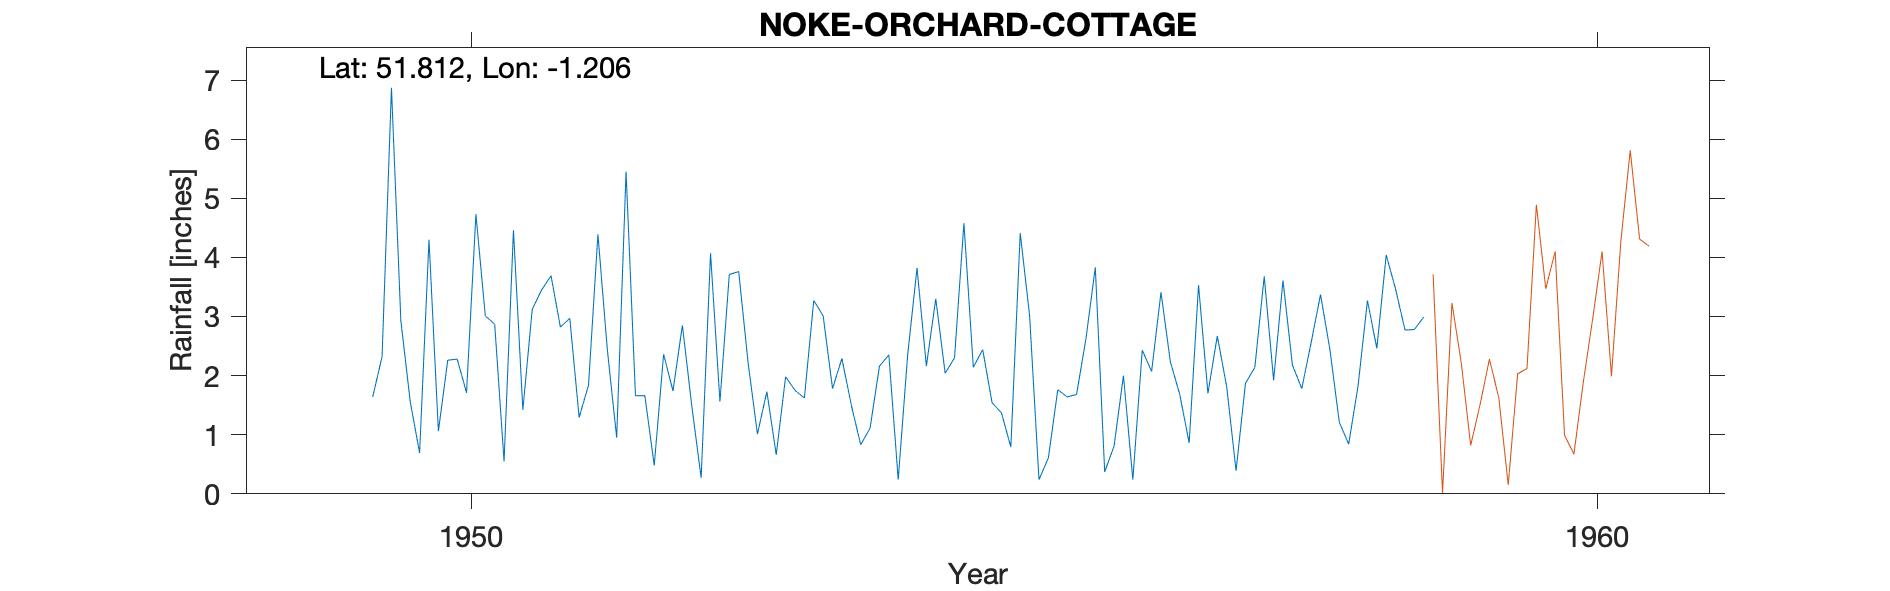 NOKE-ORCHARD-COTTAGE
Lat: 51.812, Lon: -1.206
Rainfall [inches]
7
6
5
4
3
2
1
0
1950
1960
Year